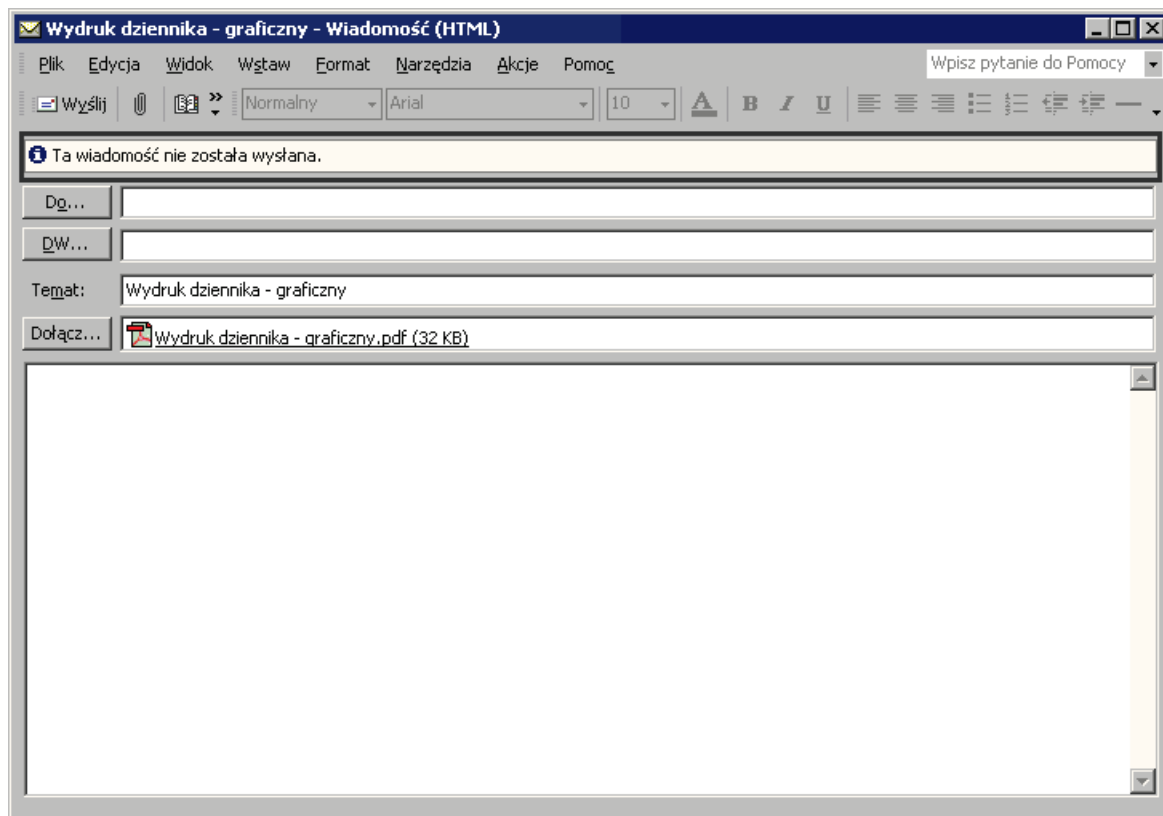 Wydruk dziennika - graficzny - Wiadomość (HTML)
Plik Edycja Widok Wstaw Format Narzędzia Akcje Pomoc Wpisz pytanie do Pomocy
Wyślij Normalny Arial 10 A B I U
Ta wiadomość nie została wysłana.
Do...
DW...
Temat: Wydruk dziennika - graficzny
Dołącz... Wydruk dziennika - graficzny.pdf (32 KB)